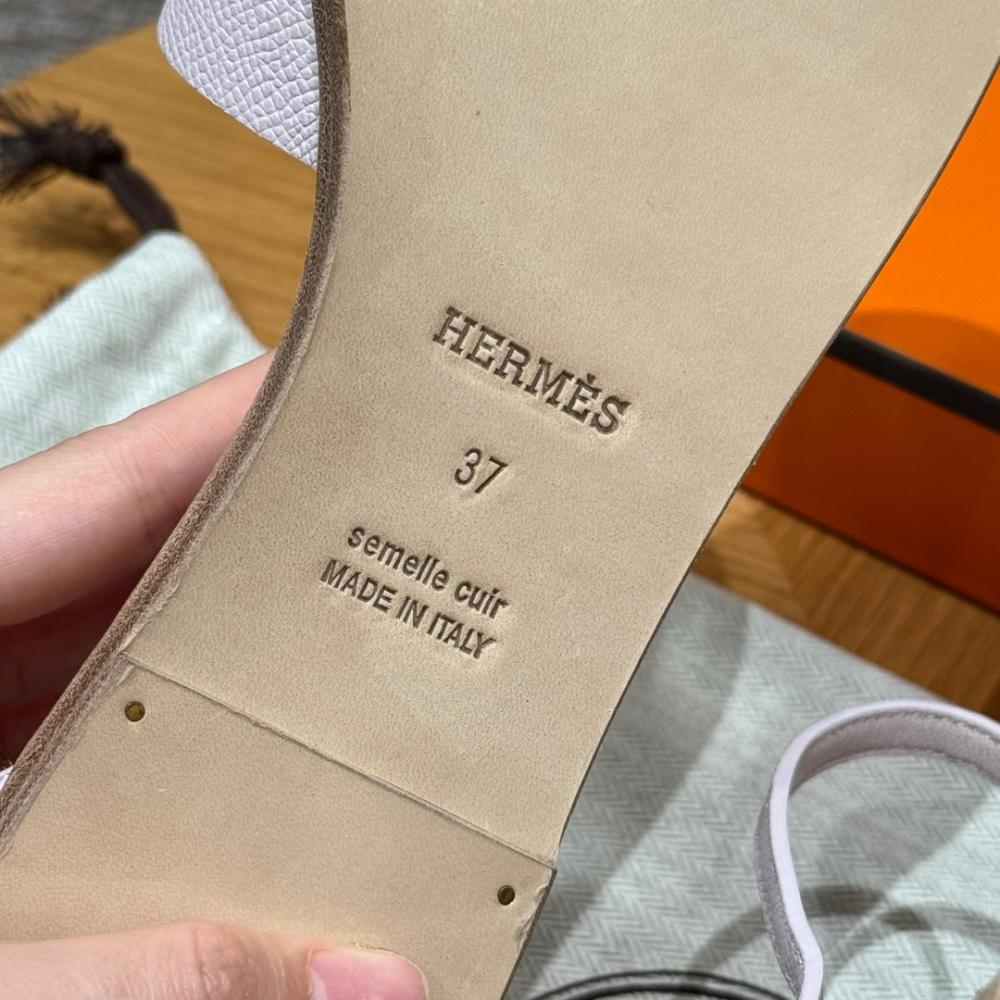 HERMÈS
37
semelle cuir
MADE IN ITALY